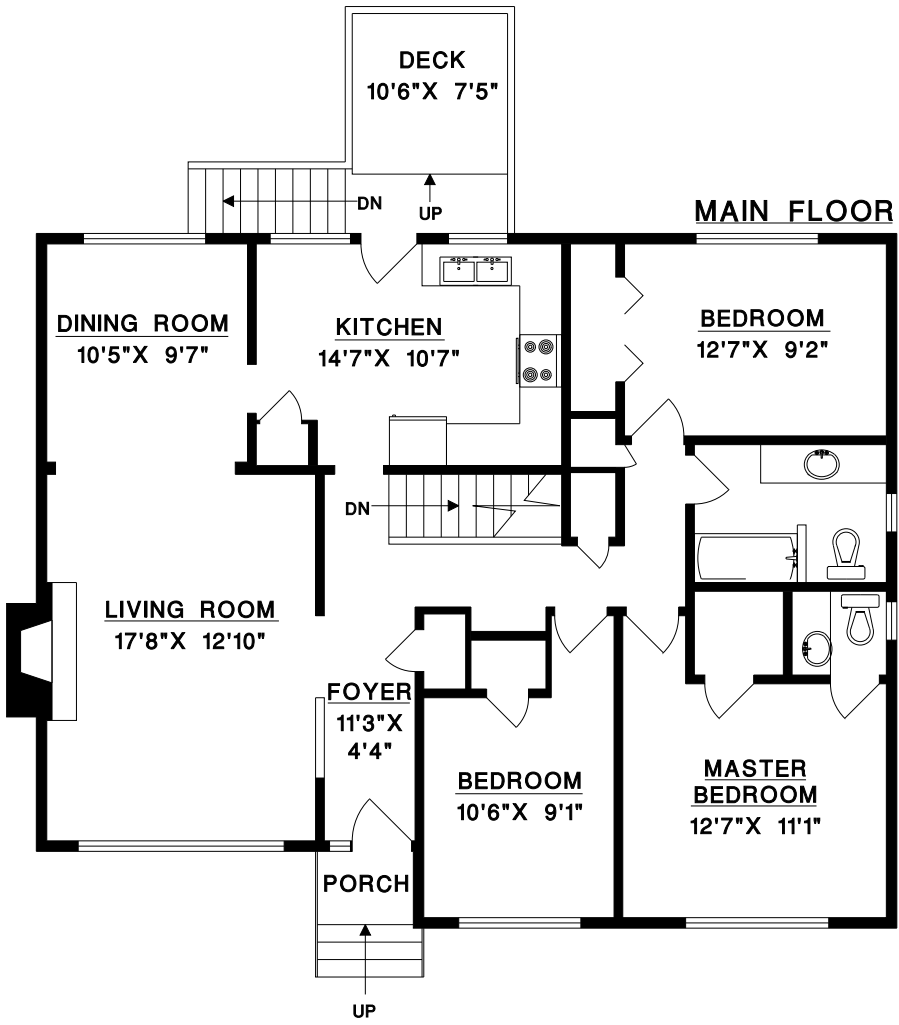 DECK
10'6"X 7'5"
DN
UP
MAIN FLOOR
DINING ROOM
10'5"X 9'7"
KITCHEN
14'7"X 10'7"
BEDROOM
12'7"X 9'2"
DN
LIVING ROOM
17'8"X 12'10"
FOYER
11'3"X
4'4"
BEDROOM
10'6"X 9'1"
MASTER
BEDROOM
12'7"X 11'1"
PORCH
UP